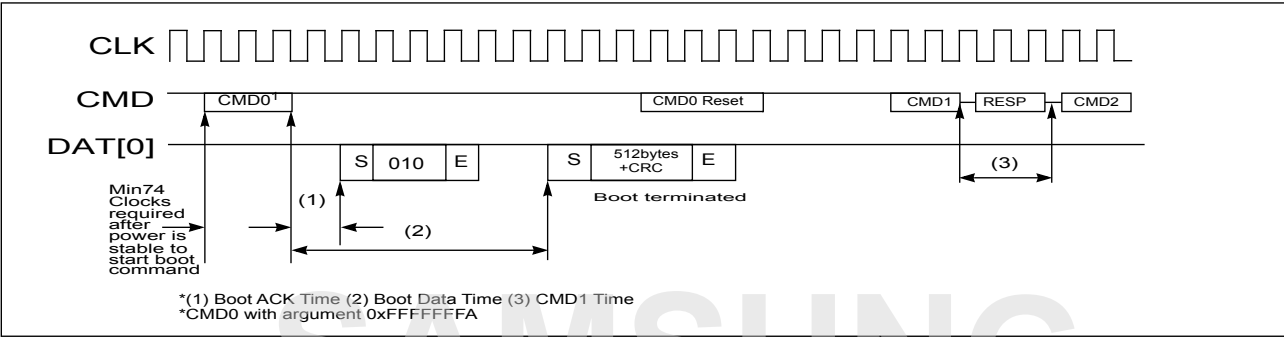 CLK
CMD
CMD0¹
CMD0 Reset
CMD1
RESP
CMD2
DAT[0]
S
010
E
S
512bytes
+CRC
E
(3)
Boot terminated
Min74
Clocks
required
after
power is
stable to
start boot
command
(1)
(2)
*(1) Boot ACK Time (2) Boot Data Time (3) CMD1 Time
*CMD0 with argument 0xFFFFFFFA
SAMSUNG